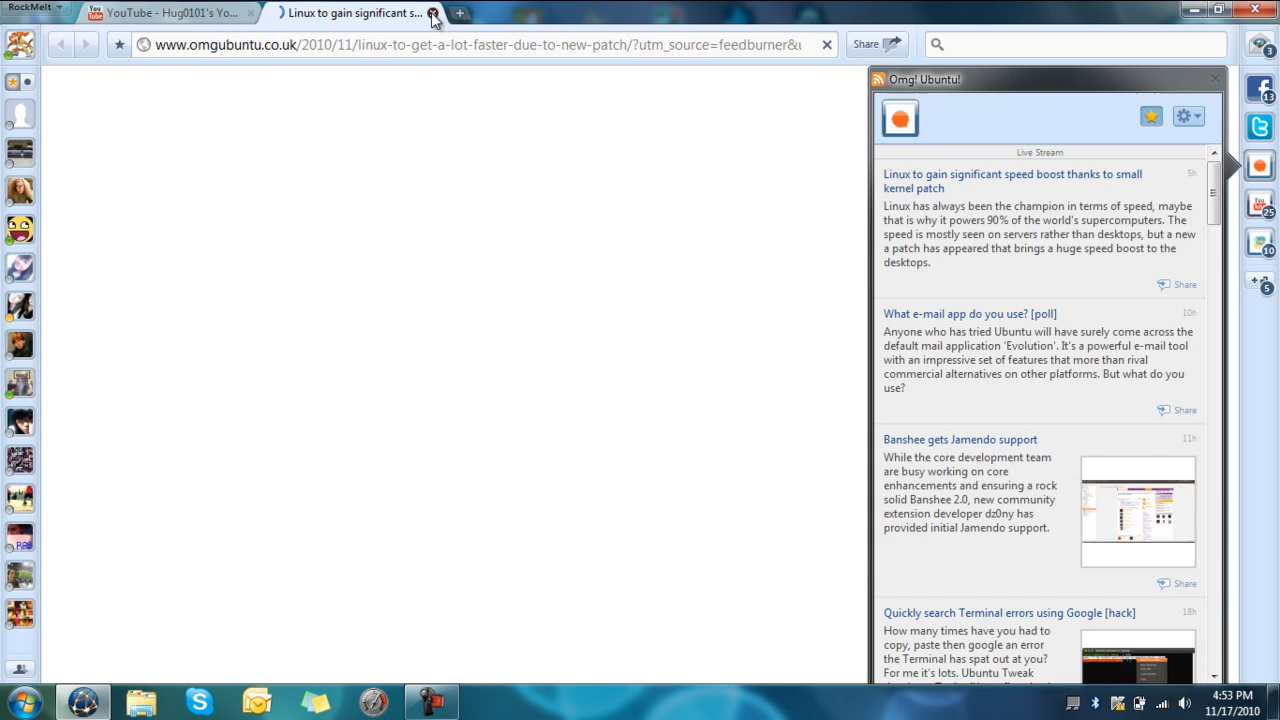 RockMelt
YouTube - Hug0101's Yo...
Linux to gain significant s...
www.omgubuntu.co.uk/2010/11/linux-to-get-a-lot-faster-due-to-new-patch/?utm_source=feedburner&u
Share
3
Omg! Ubuntu!
13
Live Stream
Linux to gain significant speed boost thanks to small
5h
kernel patch
Linux has always been the champion in terms of speed, maybe
that is why it powers 90% of the world's supercomputers. The
You Tube
25
speed is mostly seen on servers rather than desktops, but a new
a patch has appeared that brings a huge speed boost to the
10
desktops.
Share
5
What e-mail app do you use? [poll]
10h
Anyone who has tried Ubuntu will have surely come across the
default mail application 'Evolution'. It's a powerful e-mail tool
with an impressive set of features that more than rival
commercial alternatives on other platforms. But what do you
use?
Share
Banshee gets Jamendo support
11h
While the core development team
are busy working on core
enhancements and ensuring a rock
solid Banshee 2.0, new community
extension developer dz0ny has
provided initial Jamendo support.
Share
Quickly search Terminal errors using Google [hack]
18h
How many times have you had to
copy, paste then google an error
the Terminal has spat out at you?
For me it's lots. Ubuntu Tweak
4:53 PM
11/17/2010